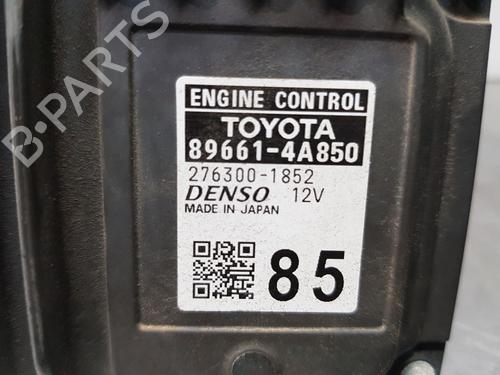 ENGINE CONTROL
TOYOTA
89661-4A850
276300-1852
DENSO 12V
MADE IN JAPAN
85
B-PARTS